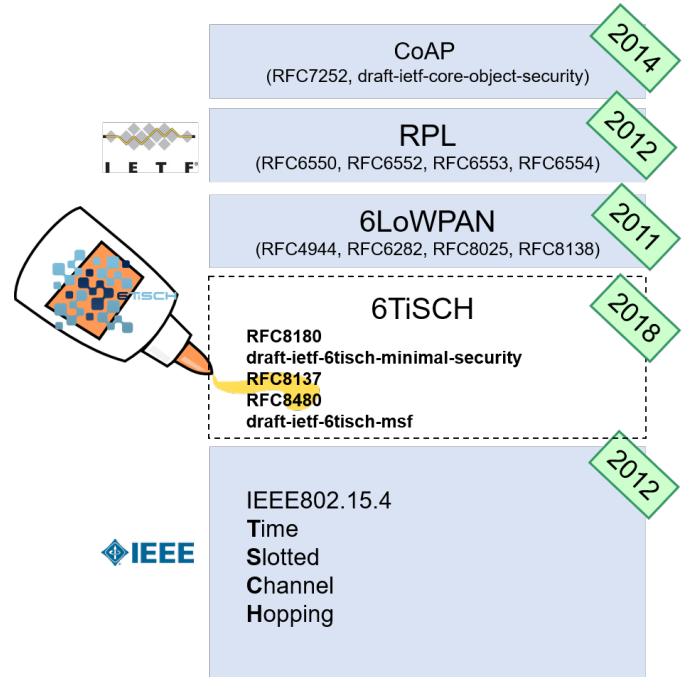 CoAP
(RFC7252, draft-ietf-core-object-security)
2014
I E T F®
RPL
(RFC6550, RFC6552, RFC6553, RFC6554)
2012
6LoWPAN
(RFC4944, RFC6282, RFC8025, RFC8138)
2011
6TiSCH
6TiSCH
2018
RFC8180
draft-ietf-6tisch-minimal-security
RFC8137
RFC8480
draft-ietf-6tisch-msf
2012
IEEE802.15.4
Time
Slotted
Channel
Hopping
IEEE